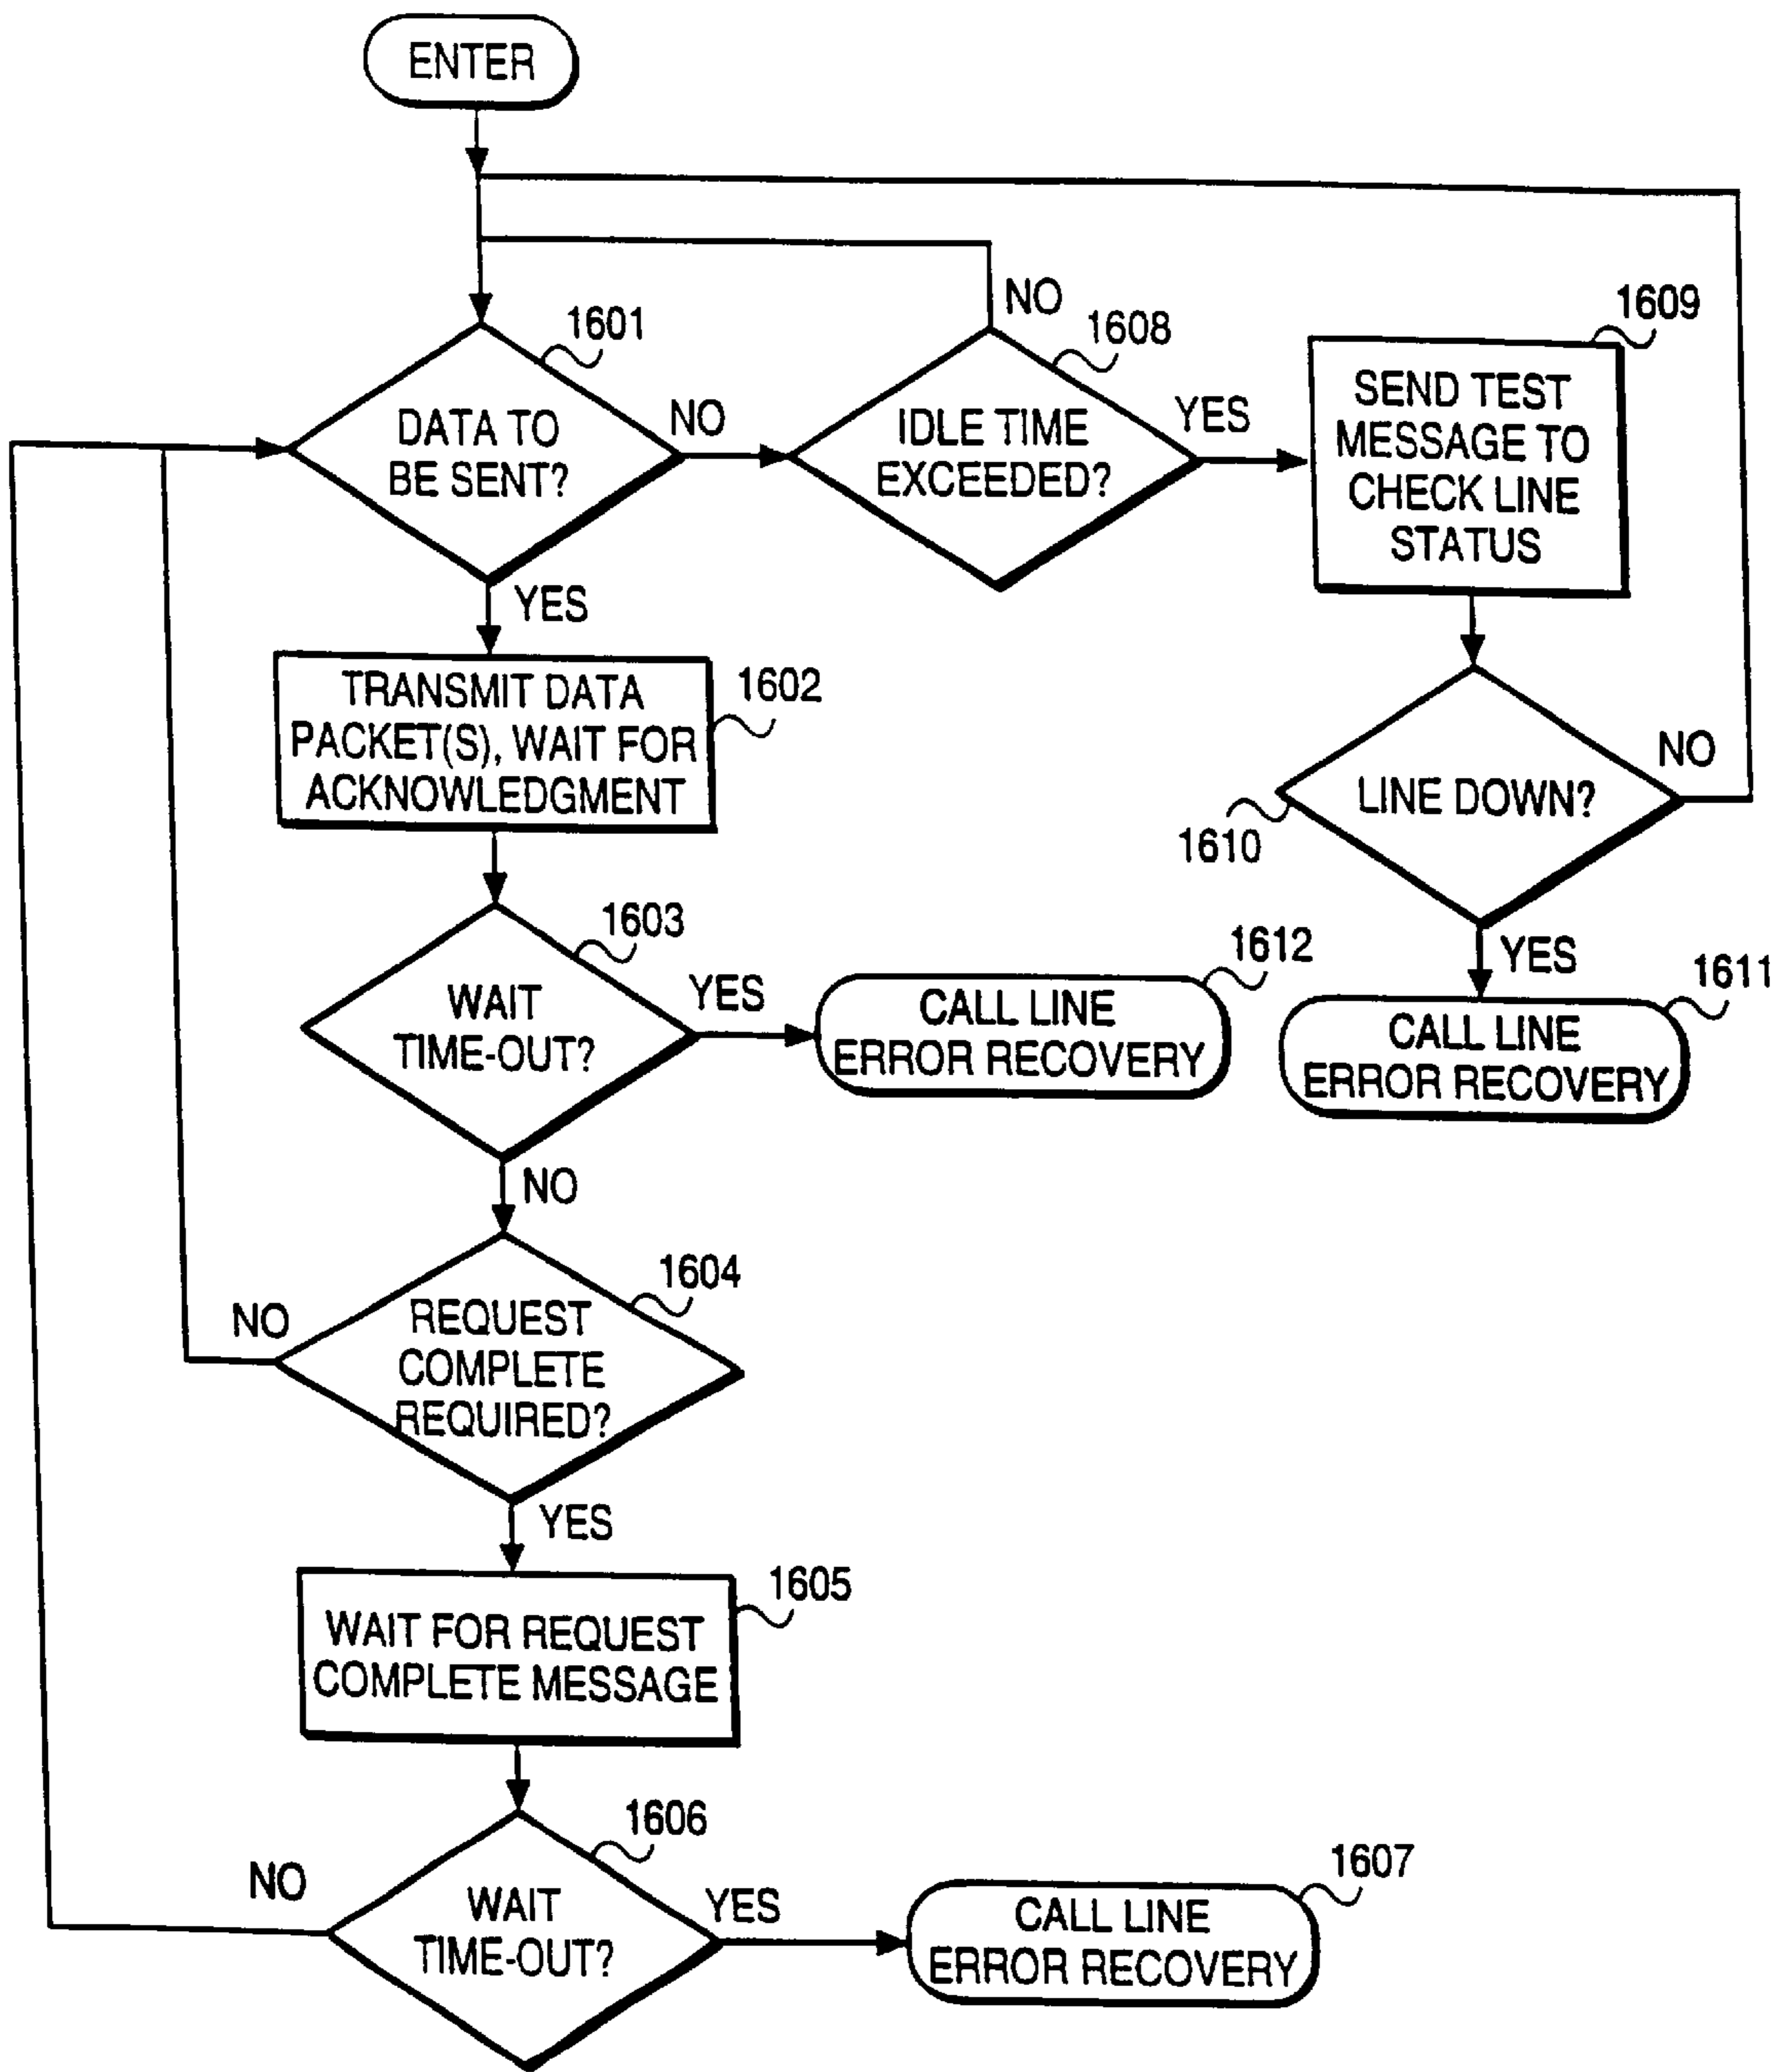 ENTER
1601
DATA TO
BE SENT?
NO
YES
1608
IDLE TIME
EXCEEDED?
NO
YES
1609
SEND TEST
MESSAGE TO
CHECK LINE
STATUS
1602
TRANSMIT DATA
PACKET(S), WAIT FOR
ACKNOWLEDGMENT
1610
LINE DOWN?
NO
YES
1603
WAIT
TIME-OUT?
YES
NO
1612
CALL LINE
ERROR RECOVERY
1611
CALL LINE
ERROR RECOVERY
1604
REQUEST
COMPLETE
REQUIRED?
NO
YES
1605
WAIT FOR REQUEST
COMPLETE MESSAGE
1606
WAIT
TIME-OUT?
NO
YES
1607
CALL LINE
ERROR RECOVERY